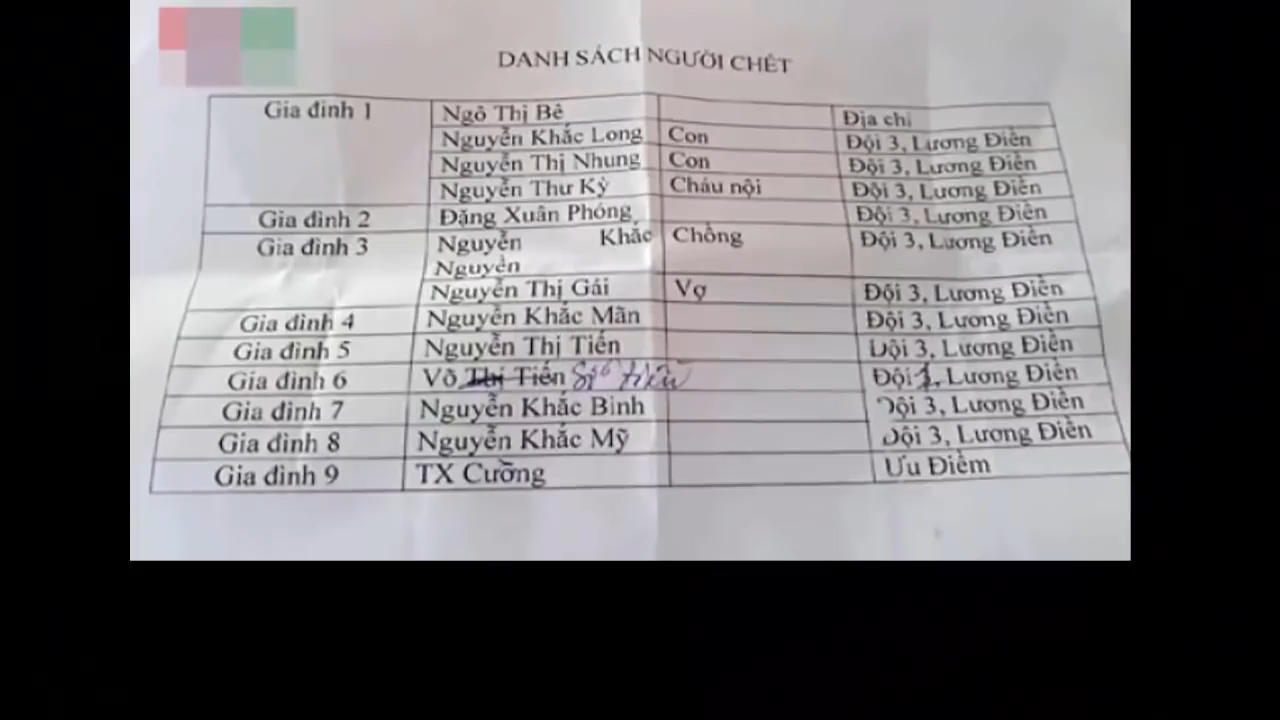 DANH SÁCH NGƯỜI CHẾT
Gia đình 1 Ngô Thị Bê Địa chỉ
Nguyễn Khắc Long Con Đội 3, Lương Điền
Nguyễn Thị Nhung Con Đội 3, Lương Điền
Nguyễn Thư Kỳ Cháu nội Đội 3, Lương Điền
Gia đình 2 Đặng Xuân Phóng Đội 3, Lương Điền
Gia đình 3 Nguyễn Khắc Chồng Đội 3, Lương Điền
Nguyễn
Nguyễn Thị Gái Vợ Đội 3, Lương Điền
Gia đình 4 Nguyễn Khắc Mãn Đội 3, Lương Điền
Gia đình 5 Nguyễn Thị Tiến Đội 3, Lương Điền
Gia đình 6 Võ Thị Tiến Đội, Lương Điền
Gia đình 7 Nguyễn Khắc Bình Đội 3, Lương Điền
Gia đình 8 Nguyễn Khắc Mỹ Đội 3, Lương Điền
Gia đình 9 TX Cường Ưu Điềm